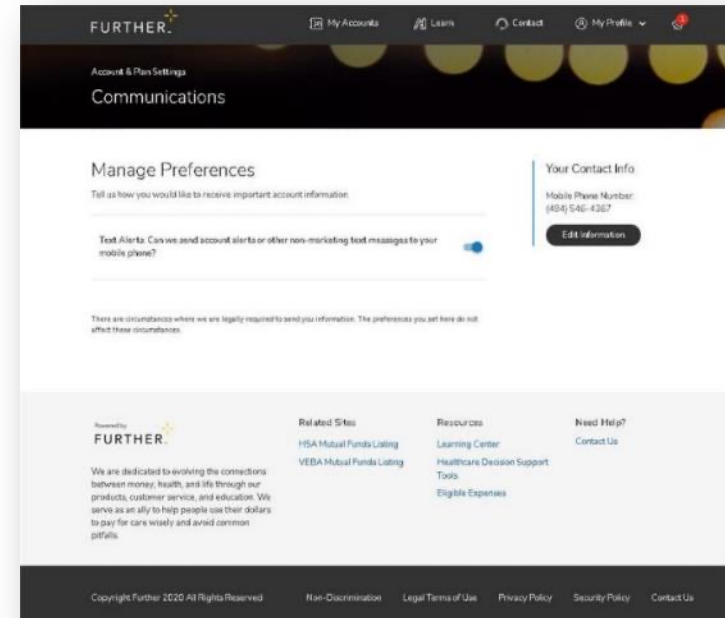 FURTHER
My Accounts
Learn
Contact
My Profile
1
Account & Plan Settings
Communications
Manage Preferences
Tell us how you would like to receive important account information
Text Alerts. Can we send account alerts or other non-marketing text messages to your
mobile phone?
There are circumstances where we are legally required to send you information. The preferences you set here do not
affect these circumstances.
Your Contact Info
Mobile Phone Number:
(484) 546-4367
Edit Information
Powered by
FURTHER
We are dedicated to evolving the connections
between money, health, and life through our
products, customer service, and education. We
serve as an ally to help people use their dollars
to pay for care wisely and avoid common
pitfalls.
Related Sites
HSA Mutual Funds Listing
VEBA Mutual Funds Listing
Resources
Learning Center
Healthcare Decision Support
Tools
Eligible Expenses
Need Help?
Contact Us
Copyright Further 2020 All Rights Reserved
Non-Discrimination
Legal Terms of Use
Privacy Policy
Security Policy
Contact Us